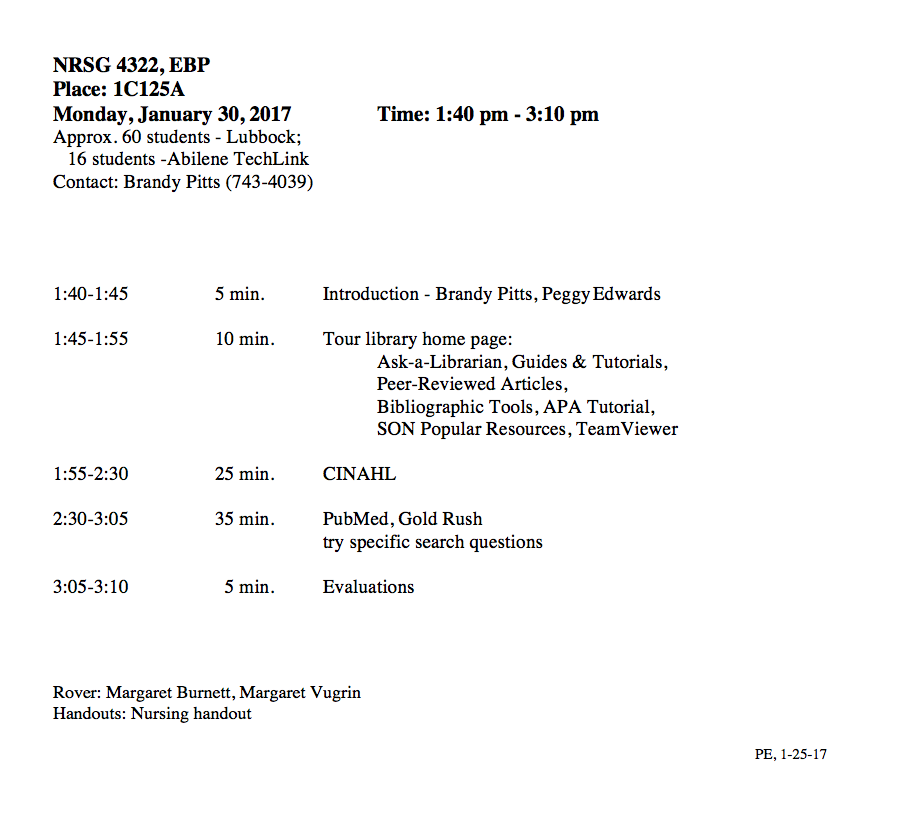 NRSG 4322, EBP
Place: 1C125A
Monday, January 30, 2017 Time: 1:40 pm - 3:10 pm
Approx. 60 students - Lubbock;
16 students -Abilene TechLink
Contact: Brandy Pitts (743-4039)
1:40-1:45 5 min. Introduction - Brandy Pitts, Peggy Edwards
1:45-1:55 10 min. Tour library home page:
Ask-a-Librarian, Guides & Tutorials,
Peer-Reviewed Articles,
Bibliographic Tools, APA Tutorial,
SON Popular Resources, TeamViewer
1:55-2:30 25 min. CINAHL
2:30-3:05 35 min. PubMed, Gold Rush
try specific search questions
3:05-3:10 5 min. Evaluations
Rover: Margaret Burnett, Margaret Vugrin
Handouts: Nursing handout
PE, 1-25-17